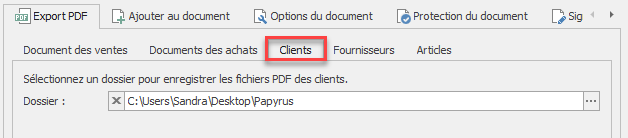 Export PDF Ajouter au document Options du document Protection du document Sig
Document des ventes Documents des achats Clients Fournisseurs Articles
Sélectionnez un dossier pour enregistrer les fichiers PDF des clients.
Dossier : C:\Users\Sandra\Desktop\Papyrus ...